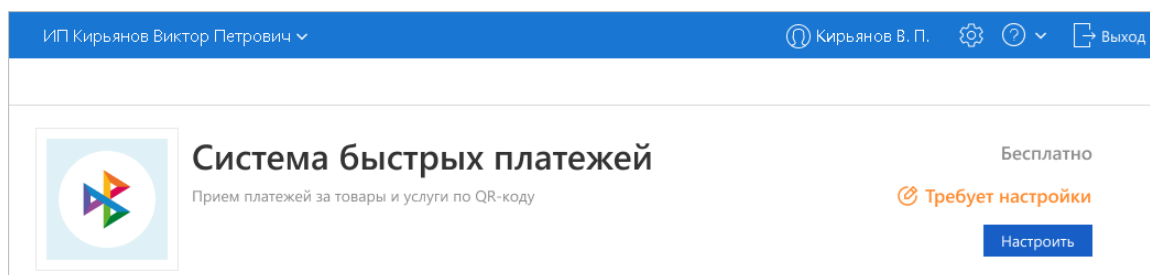 ИП Кирьянов Виктор Петрович
Кирьянов В. П.
Выход
Система быстрых платежей
Прием платежей за товары и услуги по QR-коду
Бесплатно
Требует настройки
Настроить